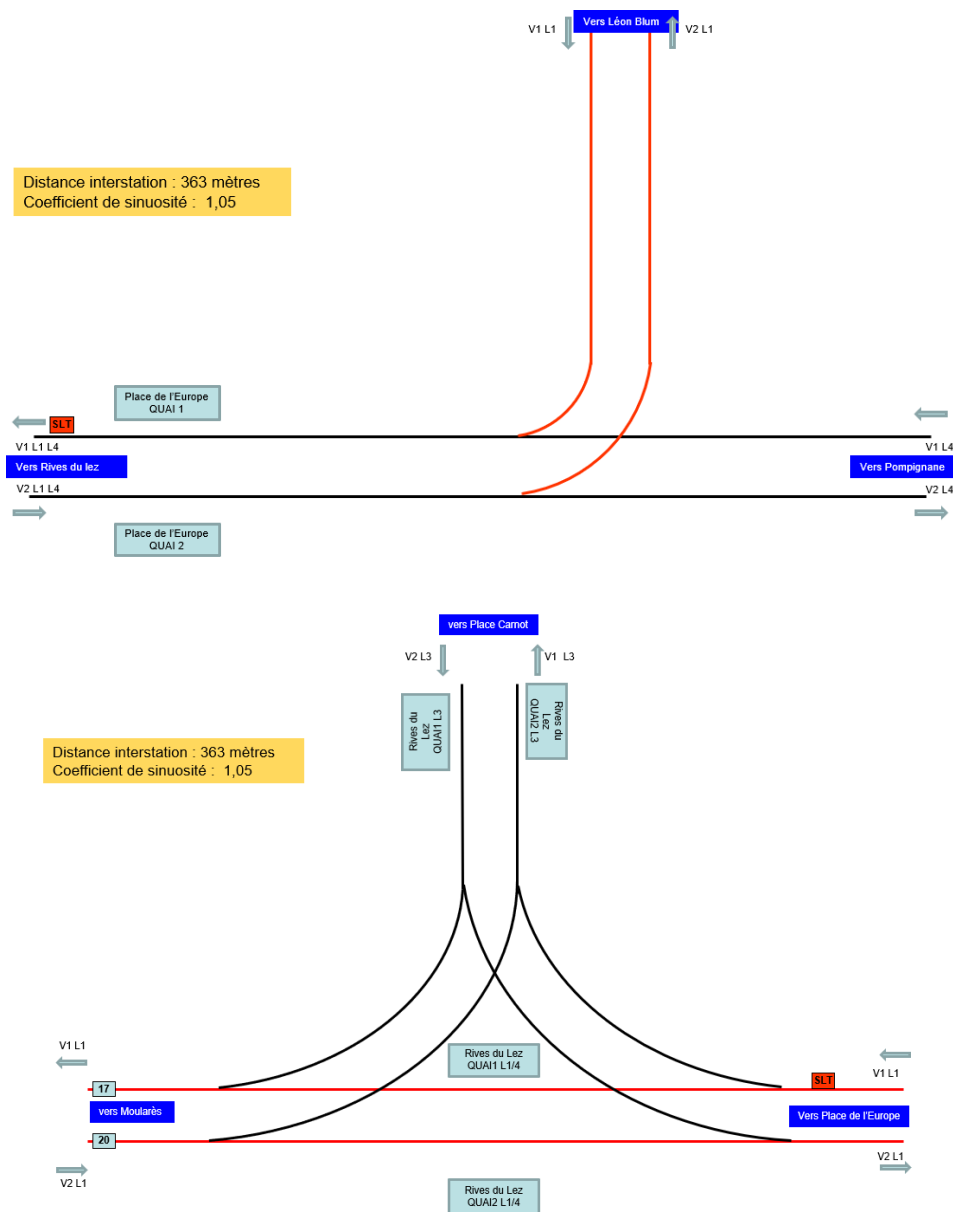 Vers Léon Blum
V1 L1
V2 L1
Distance interstation : 363 mètres
Coefficient de sinuosité : 1,05
Place de l'Europe
QUAI 1
SLT
V1 L1 L4
V1 L4
Vers Rives du lez
Vers Pompignane
V2 L1 L4
V2 L4
Place de l'Europe
QUAI 2
vers Place Carnot
V2 L3
V1 L3
Rives du
Lez
QUAI1 L3
Rives du
Lez
QUAI2 L3
Distance interstation : 363 mètres
Coefficient de sinuosité : 1,05
V1 L1
Rives du Lez
QUAI1 L1/4
V1 L1
SLT
17
vers Moularès
Vers Place de l'Europe
20
V2 L1
V2 L1
Rives du Lez
QUAI2 L1/4